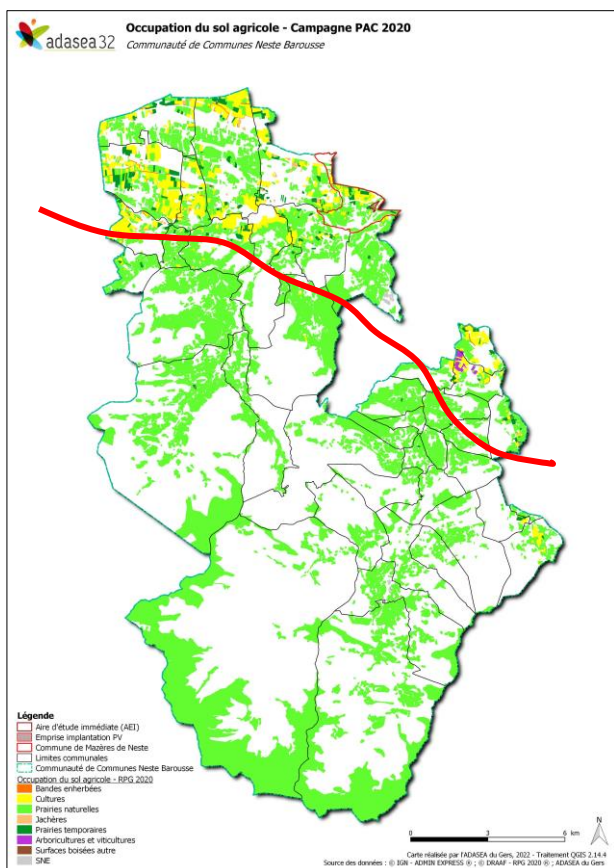 adasea32
Occupation du sol agricole - Campagne PAC 2020
Communauté de Communes Neste Barousse
Légende
Aire d'étude immédiate (AEI)
Emprise implantation PV
Commune de Mazères de Neste
Limites communales
Communauté de Communes Neste Barousse
Occupation du sol agricole - RPG 2020
Bandes enherbées
Cultures
Prairies naturelles
Jachères
Prairies temporaires
Arboricultures et viticultures
Surfaces boisées autre
SNE
N
0 3 6 km
Carte réalisée par l'ADASEA du Gers, 2022 - Traitement QGIS 2.14.4
Source des données : © IGN - ADMIN EXPRESS ® ; © DRAAF - RPG 2020 ® ; ADASEA du Gers